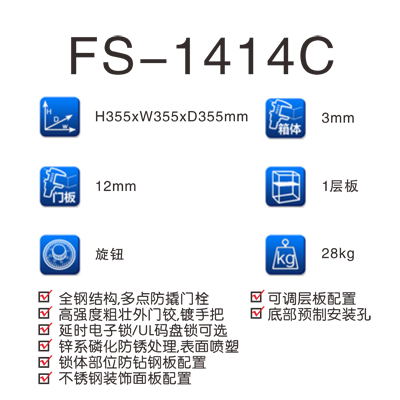 FS-1414C
H355xW355xD355mm
箱体
3mm
门板
12mm
1层板
旋钮
kg
28kg
全钢结构,多点防撬门栓
高强度粗壮外门铰,镀手把
延时电子锁/UL码盘锁可选
锌系磷化防锈处理,表面喷塑
锁体部位防钻钢板配置
不锈钢装饰面板配置
可调层板配置
底部预制安装孔